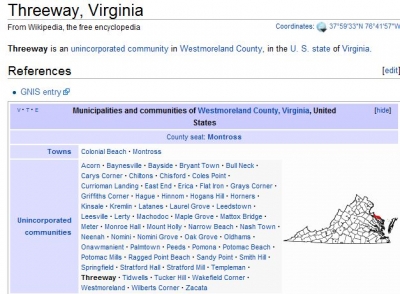 Threeway, Virginia
From Wikipedia, the free encyclopedia
Coordinates: 37°59′33″N 76°41′57″W
Threeway is an unincorporated community in Westmoreland County, in the U. S. state of Virginia.
References [edit]
• GNIS entry
V • T • E Municipalities and communities of Westmoreland County, Virginia, United States [hide]
County seat: Montross
Towns Colonial Beach • Montross
Acorn • Baynesville • Bayside • Bryant Town • Bull Neck •
Carys Corner • Chiltons • Chisford • Coles Point •
Currioman Landing • East End • Erica • Flat Iron • Grays Corner •
Griffiths Corner • Hague • Hinnom • Hogans Hill • Horners •
Kinsale • Kremlin • Latanes • Laurel Grove • Leedstown •
Leesville • Lerty • Machodoc • Maple Grove • Mattox Bridge •
Meter • Monroe Hall • Mount Holly • Narrow Beach • Nash Town •
Unincorporated communities
Neenah • Nomini • Nomini Grove • Oak Grove • Oldhams •
Onawmanient • Palmtown • Peeds • Pomona • Potomac Beach •
Potomac Mills • Ragged Point Beach • Sandy Point • Smith Hill •
Springfield • Stratford Hall • Stratford Mill • Templeman •
Threeway • Tidwells • Tucker Hill • Wakefield Corner •
Westmoreland • Wilberts Corner • Zacata